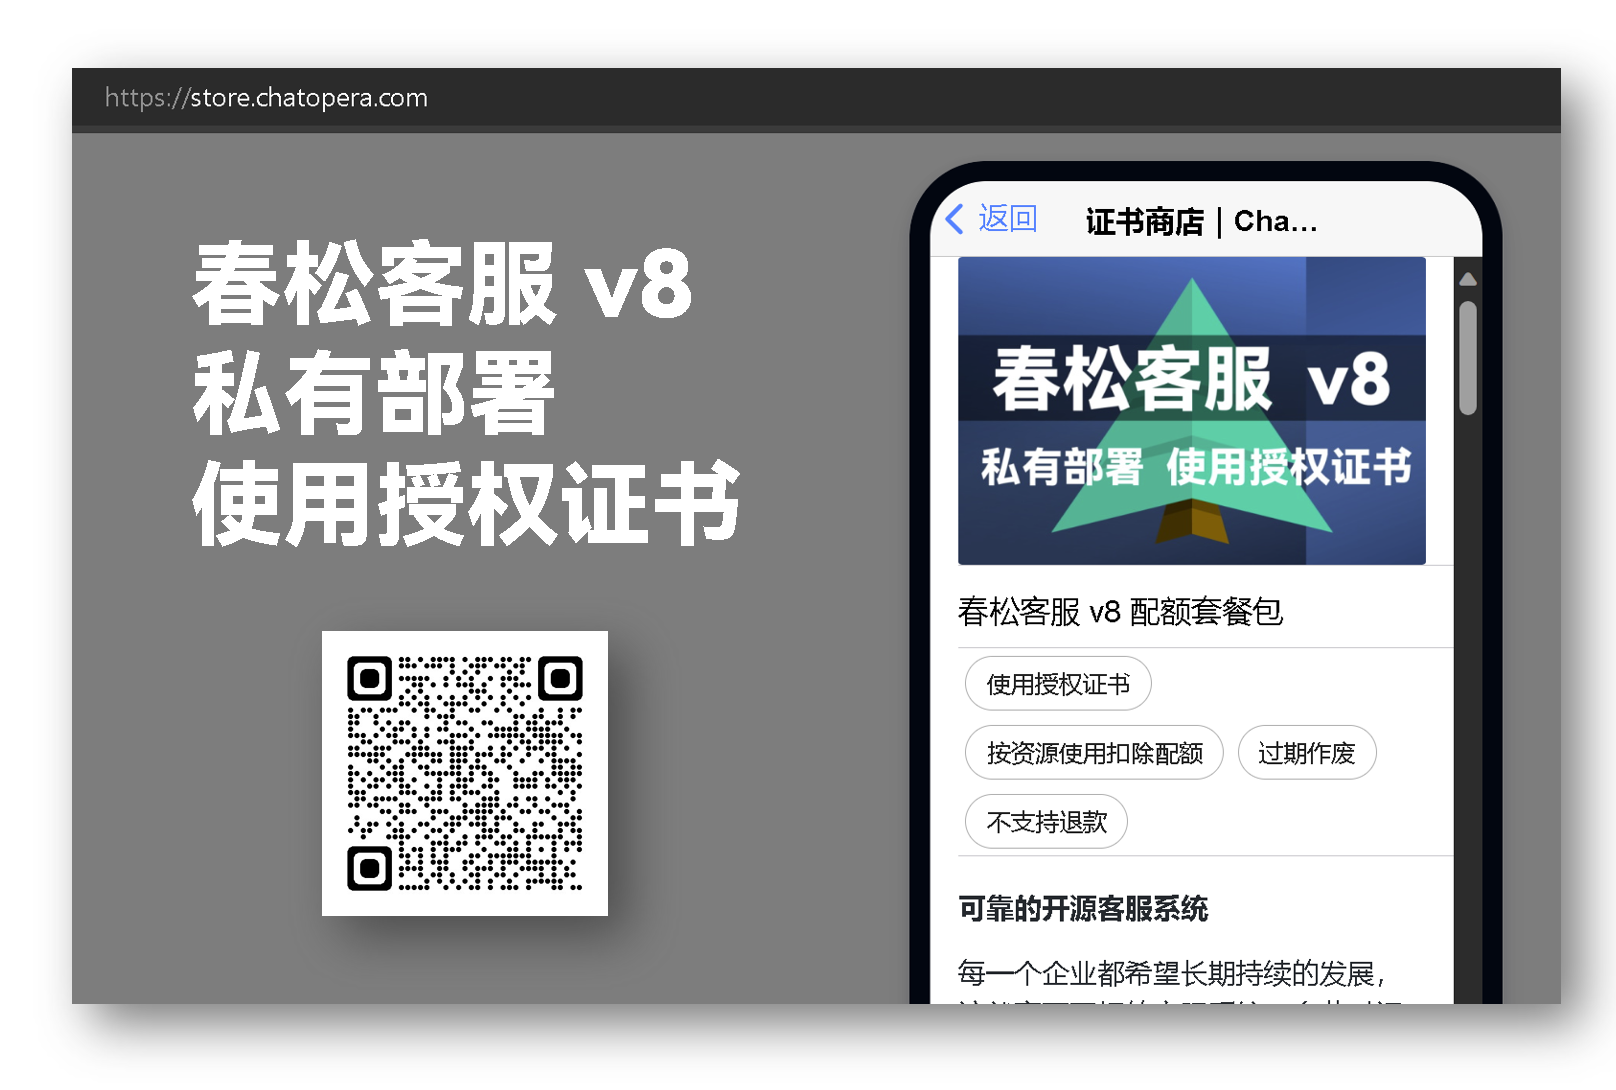 https://store.chatopera.com
春松客服 v8
私有部署
使用授权证书
返回
证书商店 | Cha...
春松客服 v8
私有部署 使用授权证书
春松客服 v8 配额套餐包
使用授权证书
按资源使用扣除配额
过期作废
不支持退款
可靠的开源客服系统
每一个企业都希望长期持续的发展，